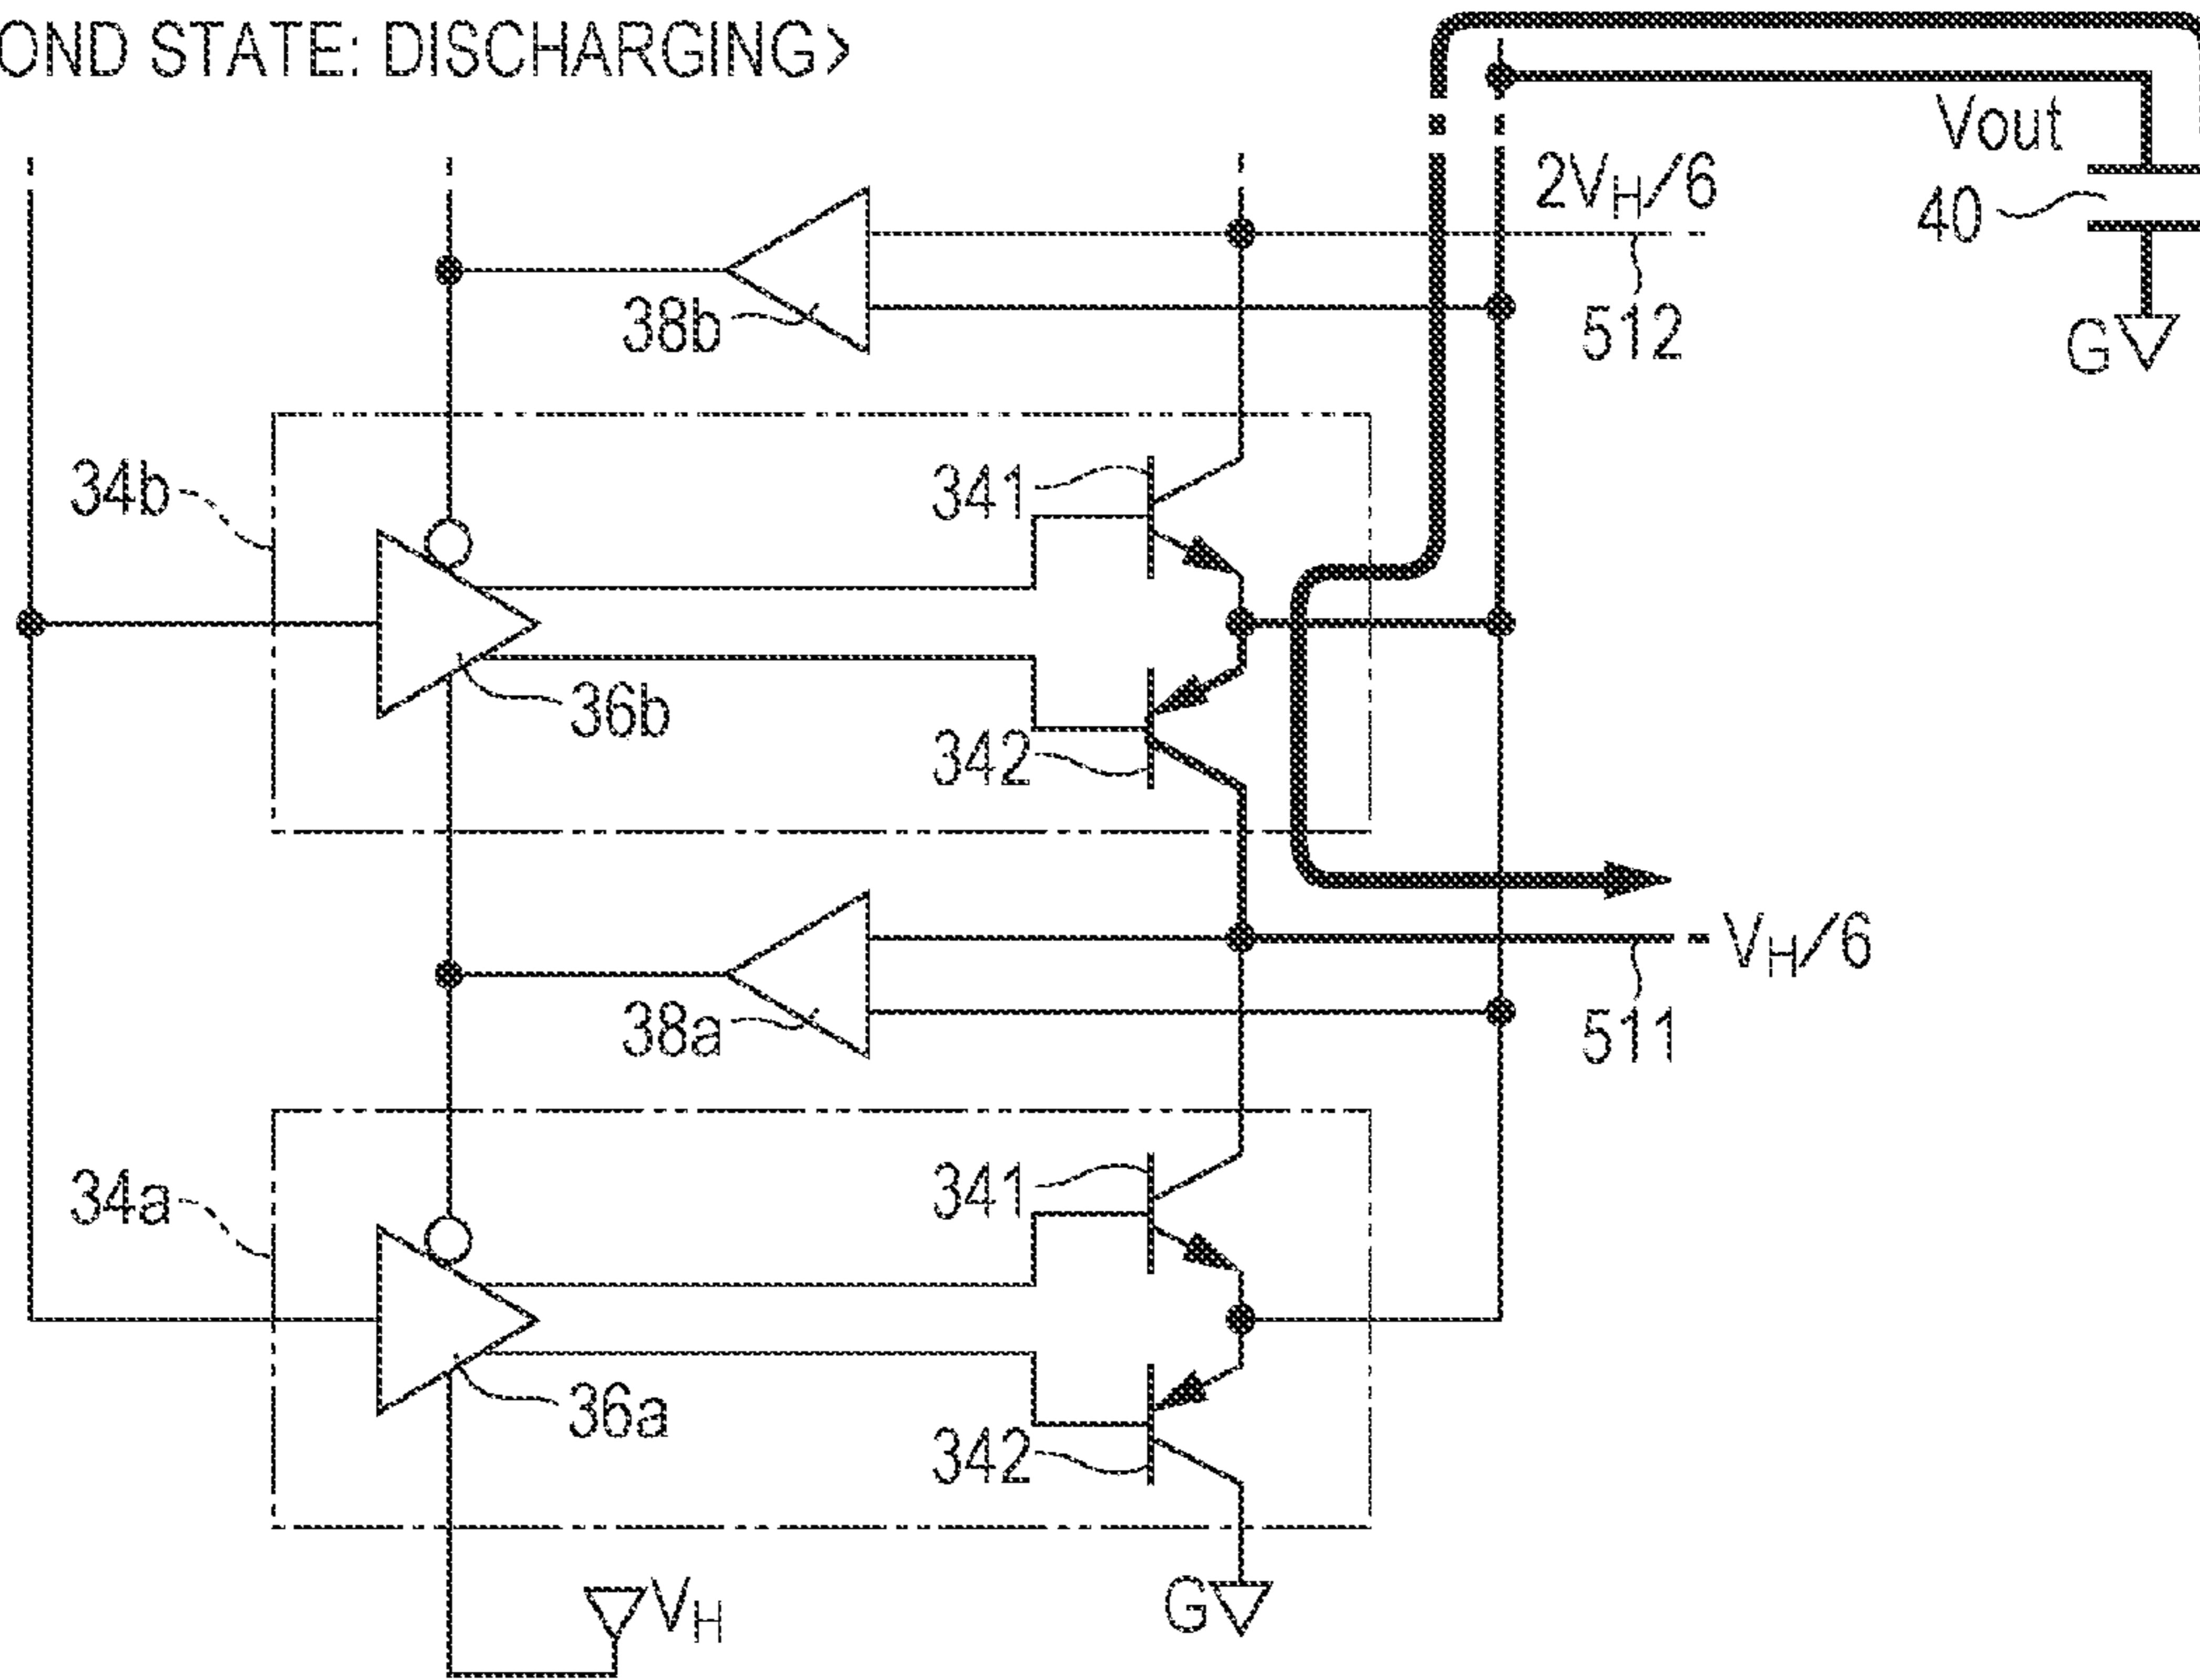 OND STATE: DISCHARGING>
Vout
2VH/6
40
38b
512
G
34b
341
36b
342
VH/6
38a
511
34a
341
36a
342
VH
G